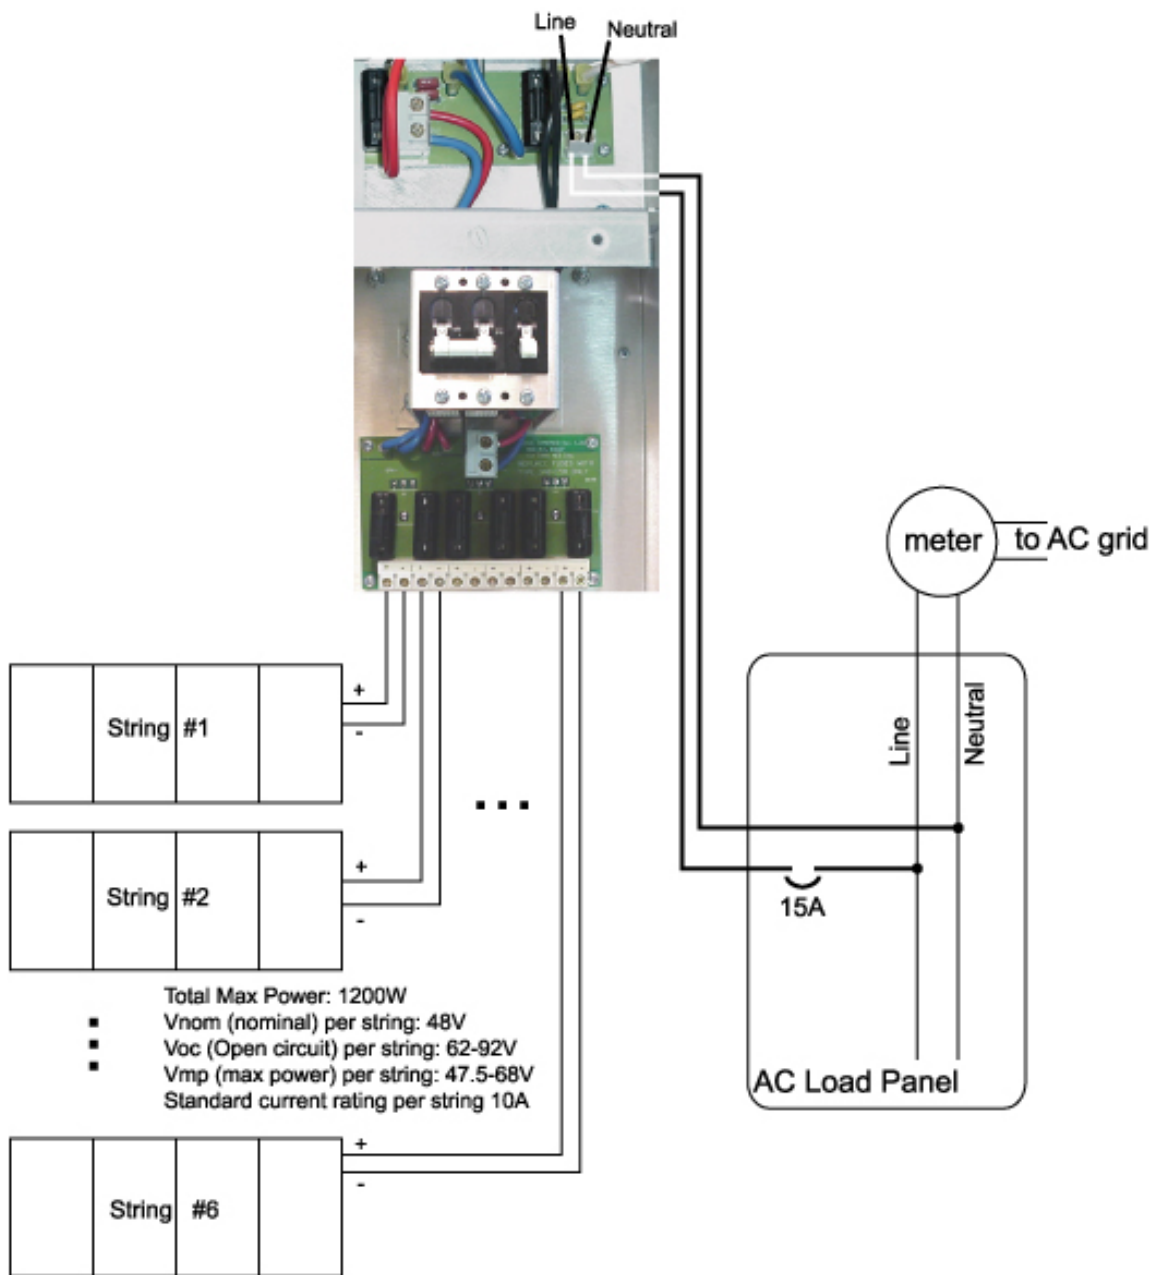 Line
Neutral
meter
to AC grid
String #1
+
-
String #2
+
-
Line
Neutral
15A
AC Load Panel
Total Max Power: 1200W
Vnom (nominal) per string: 48V
Voc (Open circuit) per string: 62-92V
Vmp (max power) per string: 47.5-68V
Standard current rating per string 10A
String #6
+
-